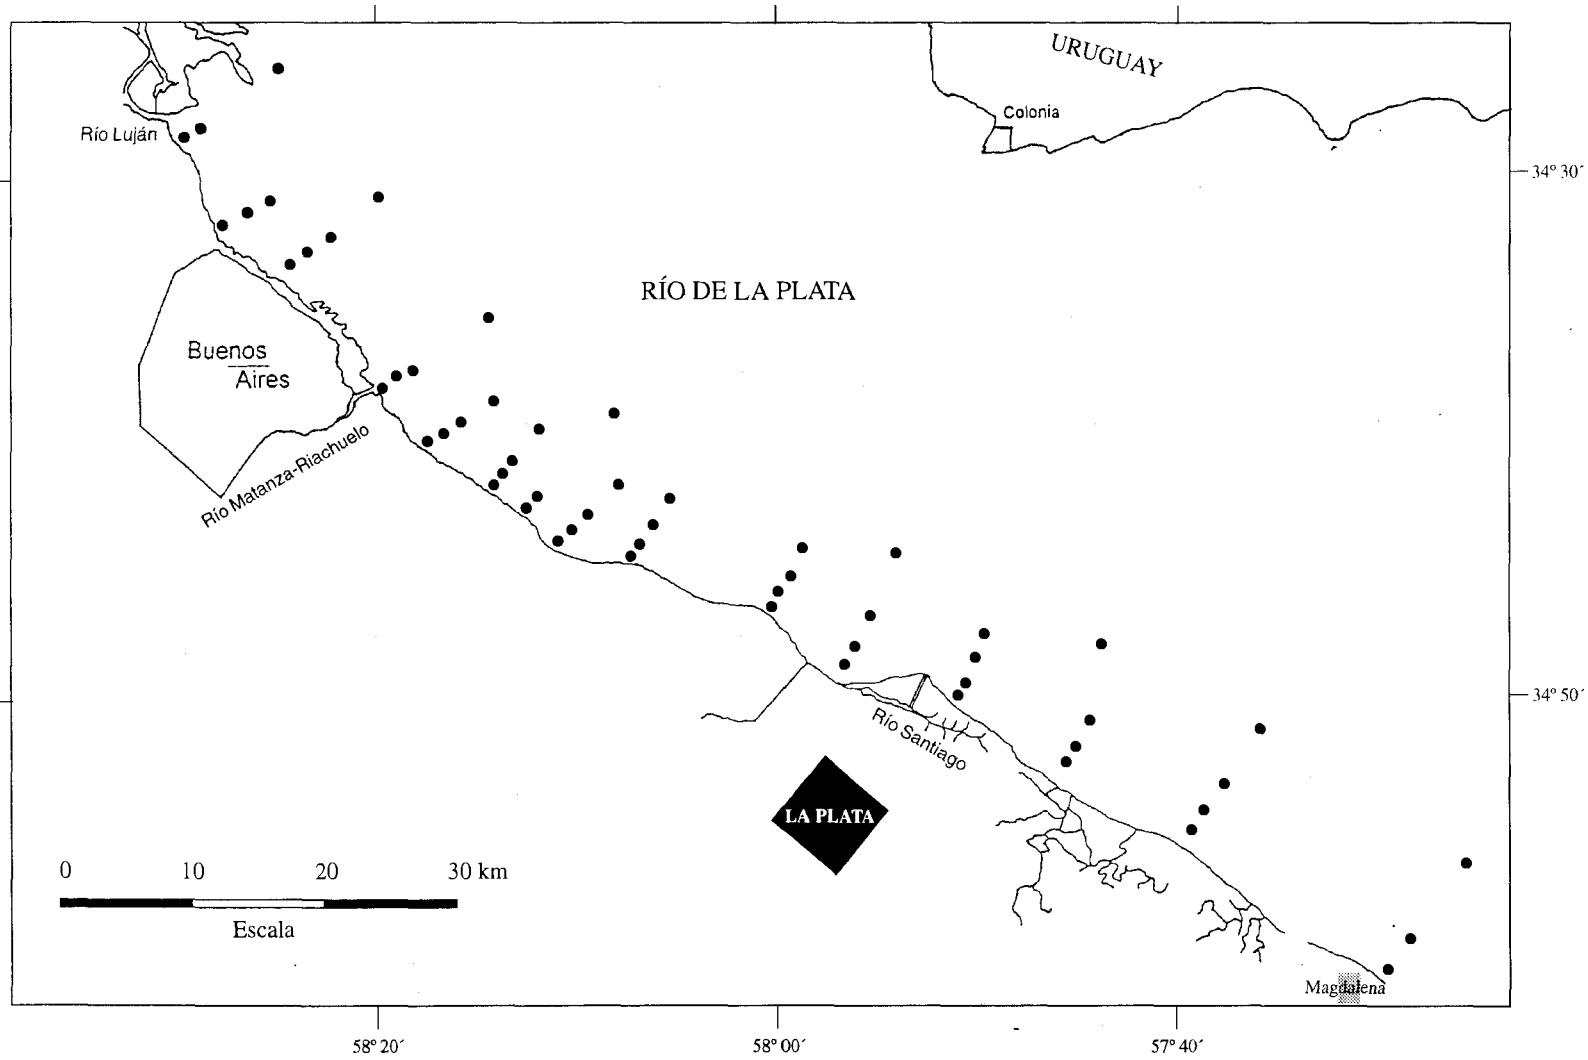 URUGUAY
Colonia
Río Luján
34° 30´
RÍO DE LA PLATA
Buenos
Aires
Río Matanza-Riachuelo
34° 50´
Río Santiago
LA PLATA
0 10 20 30 km
Escala
Magdalena
58° 20´ 58° 00´ 57° 40´